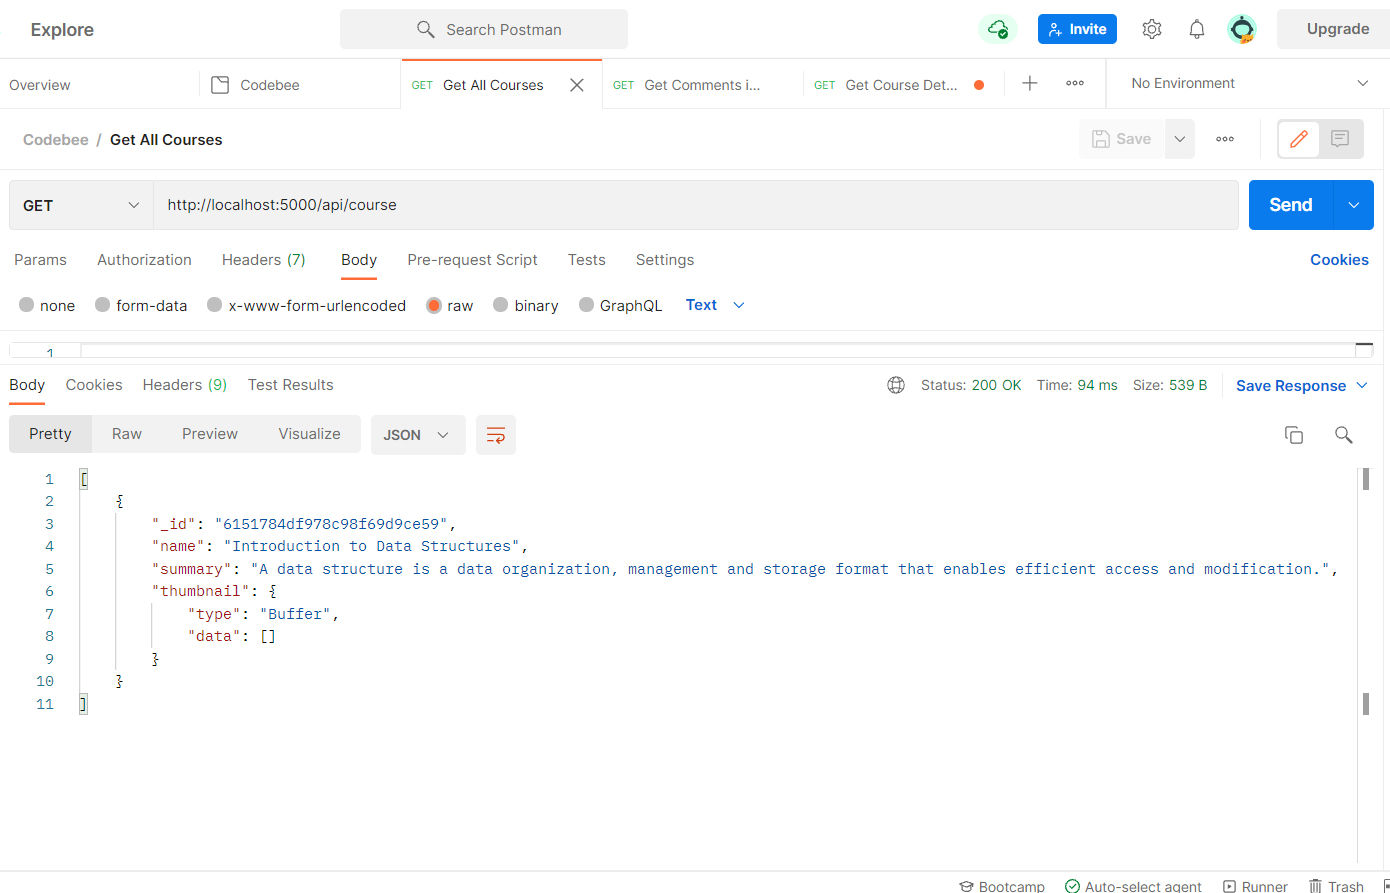 Explore
Search Postman
Invite
Upgrade
Overview
Codebee
GET Get All Courses
GET Get Comments i...
GET Get Course Det...
No Environment
Codebee / Get All Courses
Save
GET
http://localhost:5000/api/course
Send
Params Authorization Headers (7) Body Pre-request Script Tests Settings Cookies
none form-data x-www-form-urlencoded raw binary GraphQL Text
1
Body Cookies Headers (9) Test Results Status: 200 OK Time: 94 ms Size: 539 B Save Response
Pretty Raw Preview Visualize JSON
1 [
2 {
3 "_id": "6151784df978c98f69d9ce59",
4 "name": "Introduction to Data Structures",
5 "summary": "A data structure is a data organization, management and storage format that enables efficient access and modification.",
6 "thumbnail": {
7 "type": "Buffer",
8 "data": []
9 }
10 }
11 ]
Bootcamp Auto-select agent Runner Trash